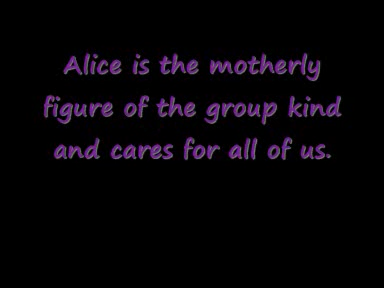 Alice is the motherly
figure of the group kind
and cares for all of us.